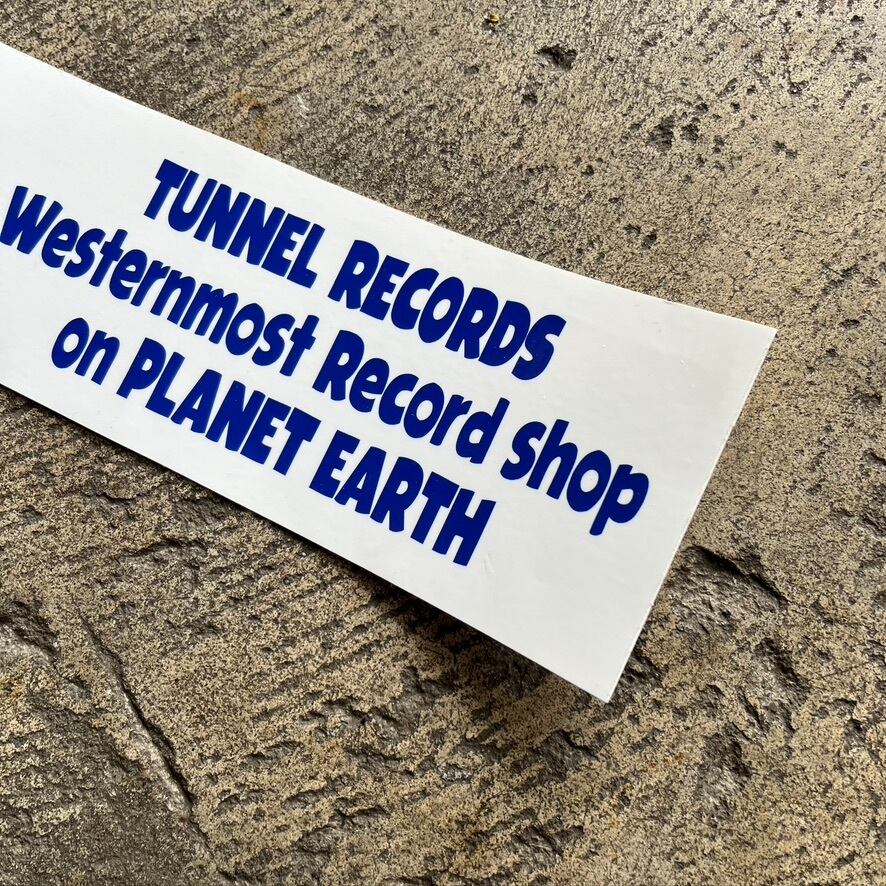 TUNNEL RECORDS
Westernmost Record shop
on PLANET EARTH